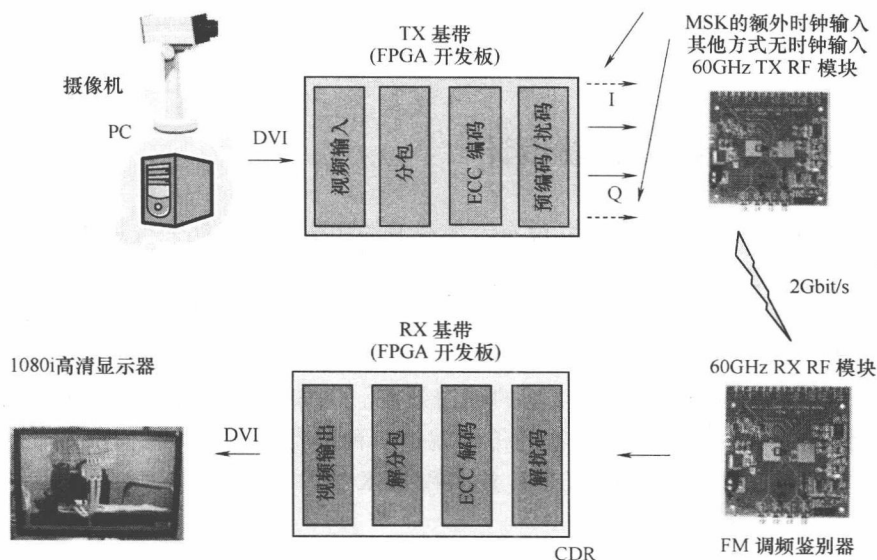 TX 基带
(FPGA 开发板)
MSK的额外时钟输入
其他方式无时钟输入
60GHz TX RF 模块
摄像机
PC
DVI
视频输入
分包
ECC 编码
预编码/扰码
I
Q
2Gbit/s
RX 基带
(FPGA 开发板)
1080i高清显示器
60GHz RX RF 模块
DVI
视频输出
解分包
ECC 解码
解扰码
CDR
FM 调频鉴别器